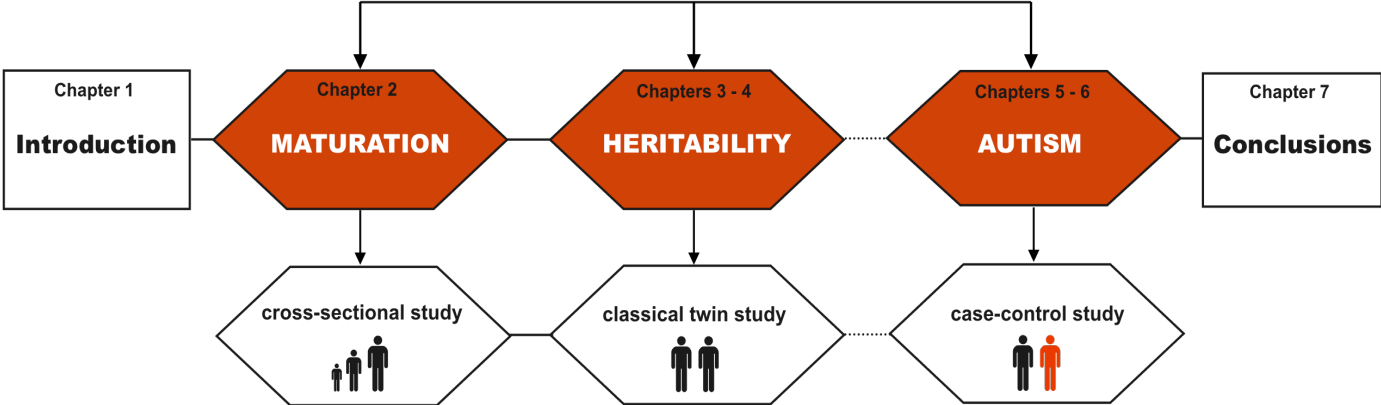 Chapter 1
Introduction
Chapter 2
MATURATION
Chapters 3 - 4
HERITABILITY
Chapters 5 - 6
AUTISM
Chapter 7
Conclusions
cross-sectional study
classical twin study
case-control study